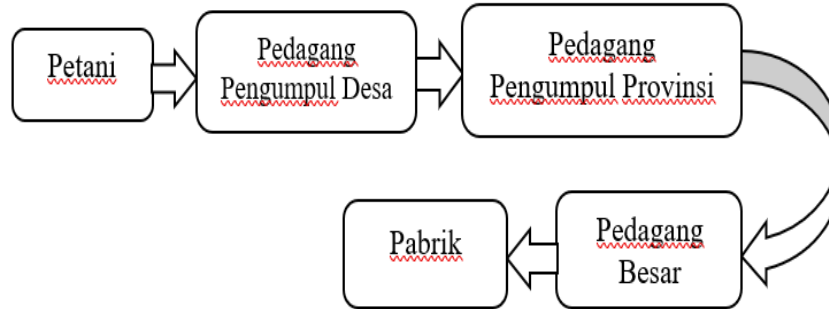 Petani
Pedagang
Pengumpul Desa
Pedagang
Pengumpul Provinsi
Pedagang
Besar
Pabrik